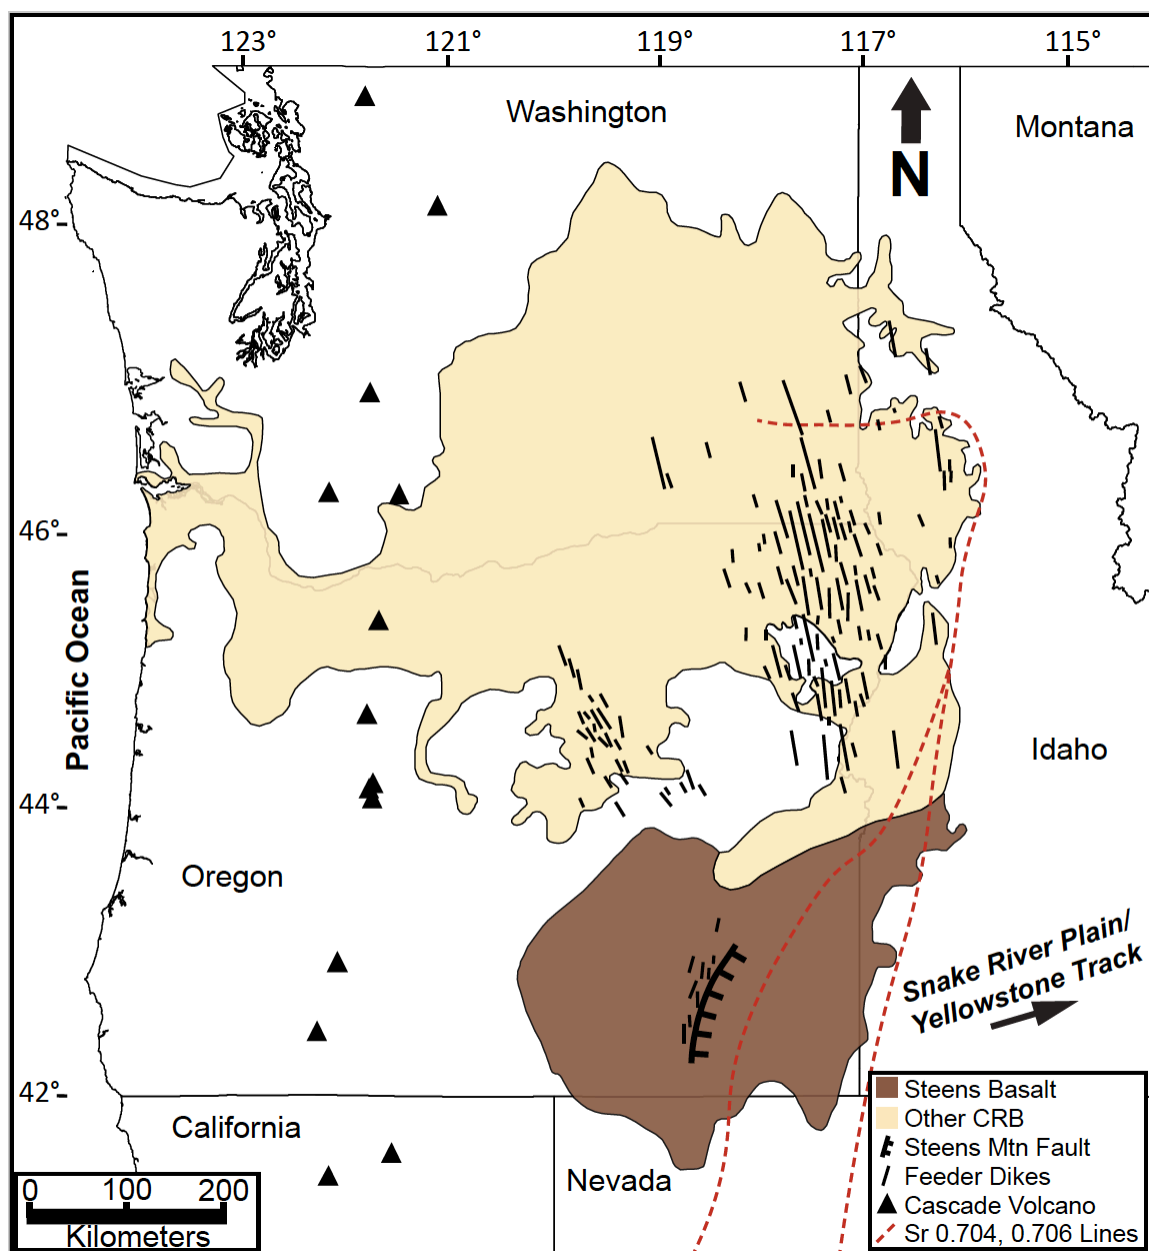 123° 121° 119° 117° 115°
Washington
Montana
N
48°
46°
Pacific Ocean
Idaho
44°
Oregon
Snake River Plain/
Yellowstone Track
42°
California
Nevada
Steens Basalt
Other CRB
Steens Mtn Fault
Feeder Dikes
Cascade Volcano
Sr 0.704, 0.706 Lines
0 100 200
Kilometers